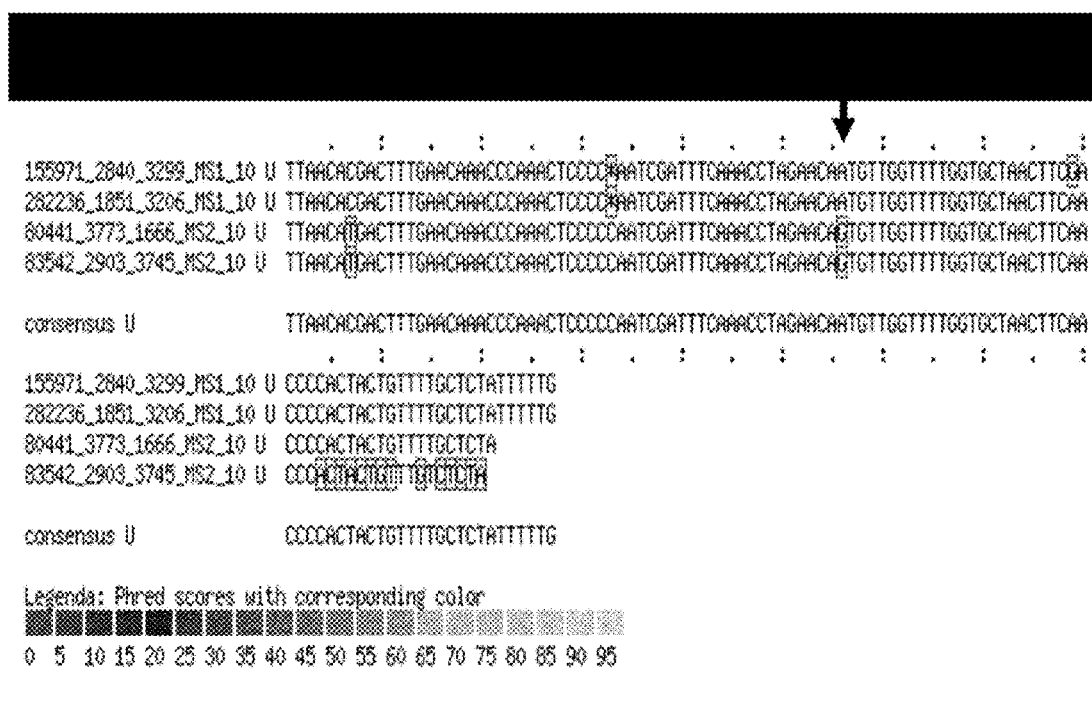 155971_2840_3299_MS1_10 U TTAACACGACTTTGAACAAACCCAAACTCCCCAAATCGATTTCAAACCTAGAACAATGTTGGTTTTGGTGCTAACTTCGA
282236_1851_3206_MS1_10 U TTAACACGACTTTGAACAAACCCAAACTCCCCAAATCGATTTCAAACCTAGAACAATGTTGGTTTTGGTGCTAACTTCAA
80441_3773_1666_MS2_10 U TTAACATGACTTTGAACAAACCCAAACTCCCCCAATCGATTTCAAACCTAGAACAGTGTTGGTTTTGGTGCTAACTTCAA
83542_2903_3745_MS2_10 U TTAACATGACTTTGAACAAACCCAAACTCCCCCAATCGATTTCAAACCTAGAACAGTGTTGGTTTTGGTGCTAACTTCAA
consensus U TTAACACGACTTTGAACAAACCCAAACTCCCCCAATCGATTTCAAACCTAGAACAATGTTGGTTTTGGTGCTAACTTCAA
155971_2840_3299_MS1_10 U CCCCACTACTGTTTTGCTCTATTTTTG
282236_1851_3206_MS1_10 U CCCCACTACTGTTTTGCTCTATTTTTG
80441_3773_1666_MS2_10 U CCCCACTACTGTTTTGCTCTA
83542_2903_3745_MS2_10 U CCCACTACTGTTTGTCTCTA
consensus U CCCCACTACTGTTTTGCTCTATTTTTG
Legenda: Phred scores with corresponding color
0 5 10 15 20 25 30 35 40 45 50 55 60 65 70 75 80 85 90 95